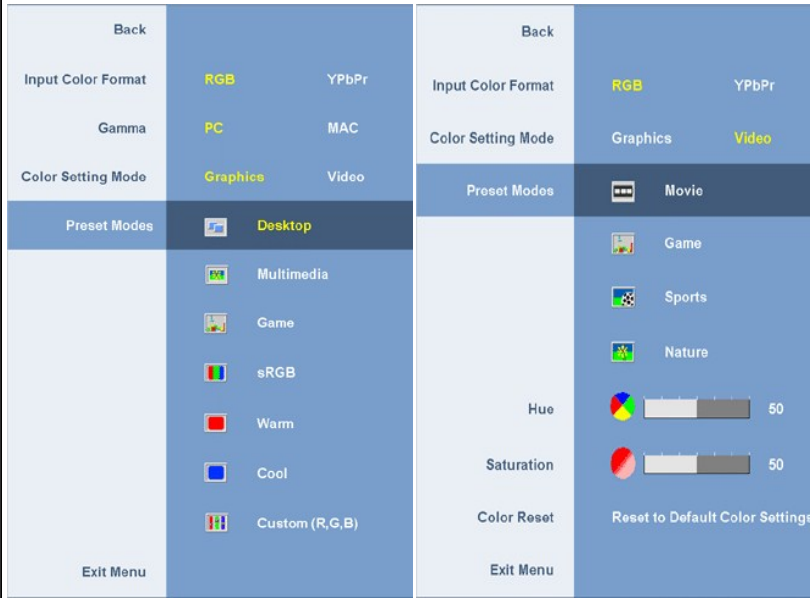 Back
Input Color Format RGB YPbPr
Gamma PC MAC
Color Setting Mode Graphics Video
Preset Modes Desktop
Multimedia
Game
sRGB
Warm
Cool
Custom (R,G,B)
Exit Menu
Back
Input Color Format RGB YPbPr
Color Setting Mode Graphics Video
Preset Modes Movie
Game
Sports
Nature
Hue 50
Saturation 50
Color Reset Reset to Default Color Settings
Exit Menu